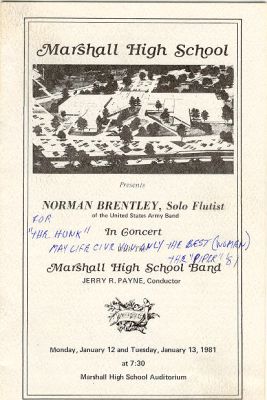 Marshall High School
Presents
NORMAN BRENTLEY, Solo Flutist
of the United States Army Band
In Concert
FOR
"THE HUNK"
MAY LIFE GIVE YOU ONLY THE BEST (WOMEN)
THE "PIPER" 8)
Marshall High School Band
JERRY R. PAYNE, Conductor
Monday, January 12 and Tuesday, January 13, 1981
at 7:30
Marshall High School Auditorium